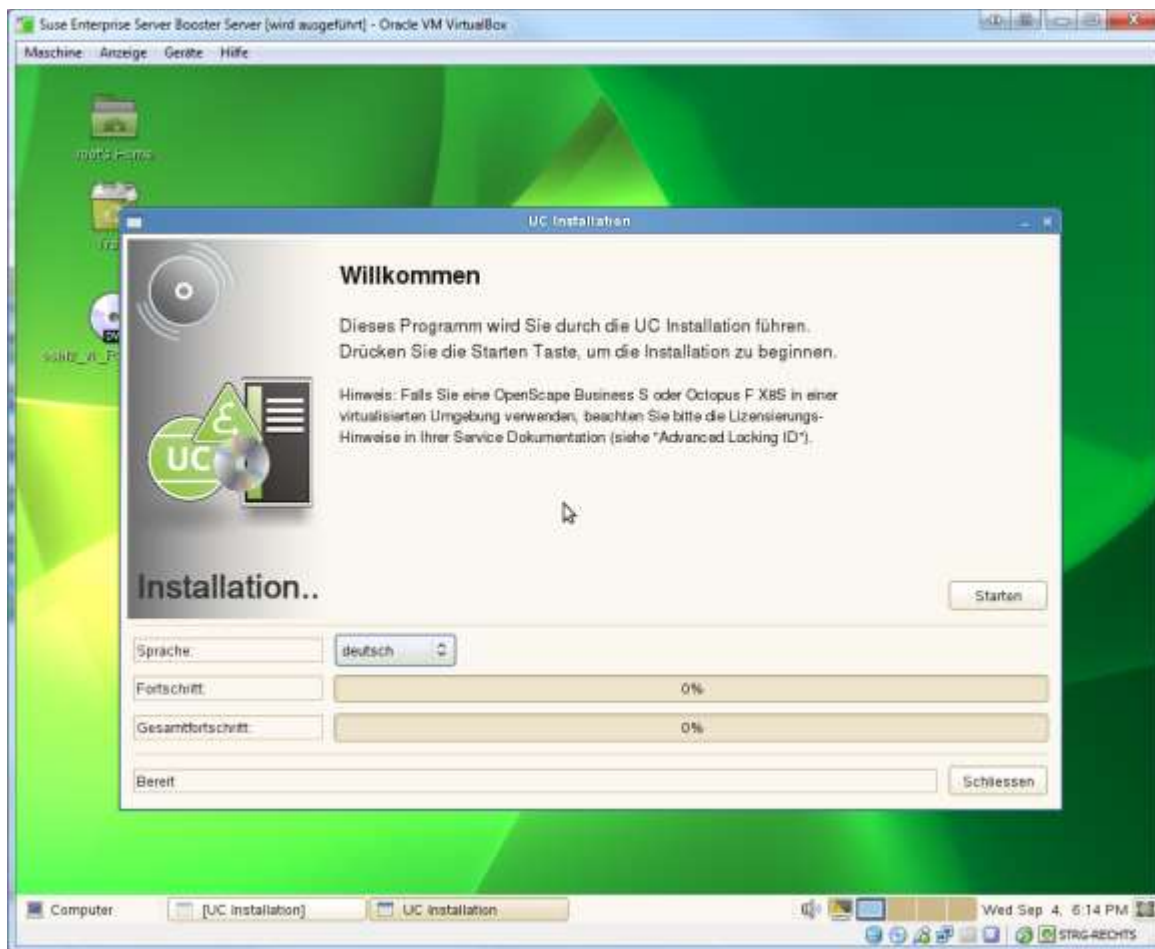 Suse Enterprise Server Booster Server [wird ausgeführt] - Oracle VM VirtualBox
Maschine Anzeige Geräte Hilfe
root's Home
UC Installation
Willkommen
Dieses Programm wird Sie durch die UC Installation führen.
Drücken Sie die Starten Taste, um die Installation zu beginnen.
Hinweis: Falls Sie eine OpenScape Business S oder Octopus F X8S in einer
virtualisierten Umgebung verwenden, beachten Sie bitte die Lizensierungs-
Hinweise in Ihrer Service Dokumentation (siehe "Advanced Locking ID").
UC
Installation..
Starten
Sprache:
deutsch
Fortschritt:
0%
Gesamtfortschritt:
0%
Bereit
Schliessen
Computer
[UC Installation]
UC Installation
Wed Sep 4, 6:14 PM
STRG-RECHTS